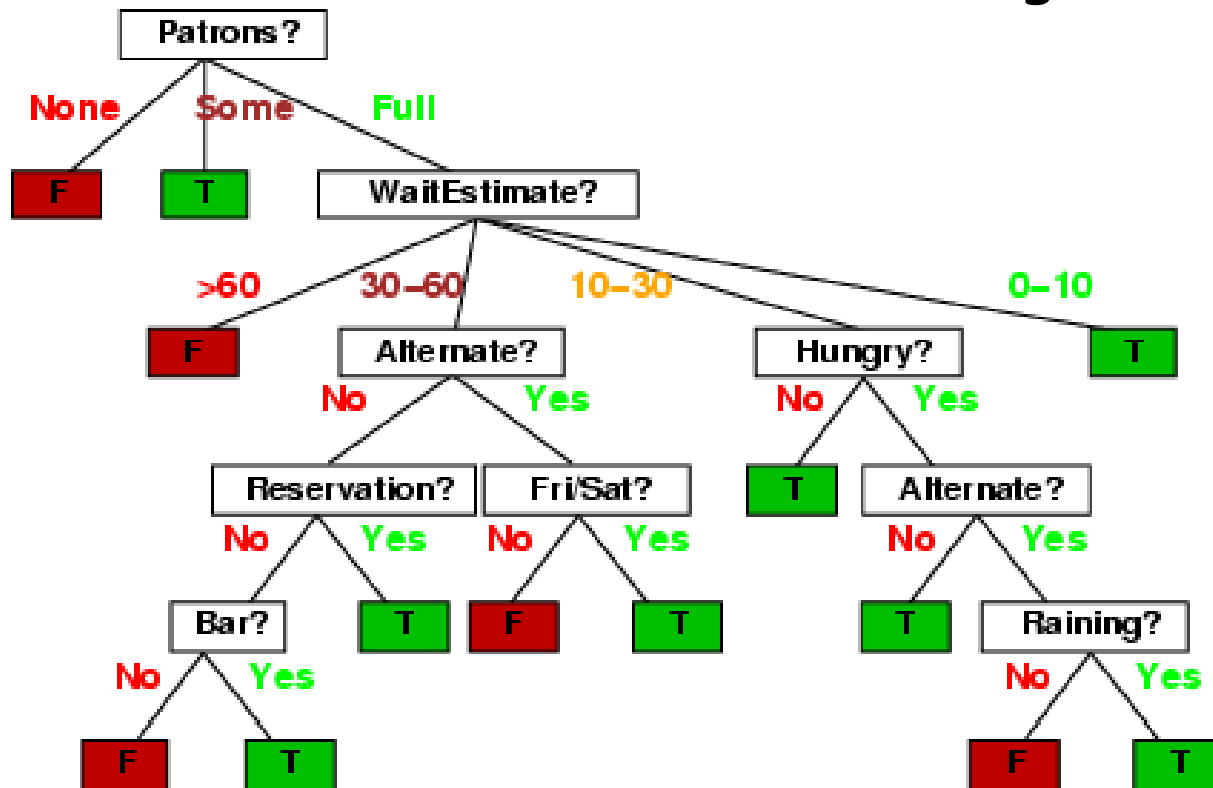 g
Patrons?
None Some Full
F T WaitEstimate?
>60 30–60 10–30 0–10
F Alternate? Hungry? T
No Yes No Yes
Reservation? Fri/Sat? T Alternate?
No Yes No Yes No Yes
Bar? T F T T Raining?
No Yes No Yes
F T F T